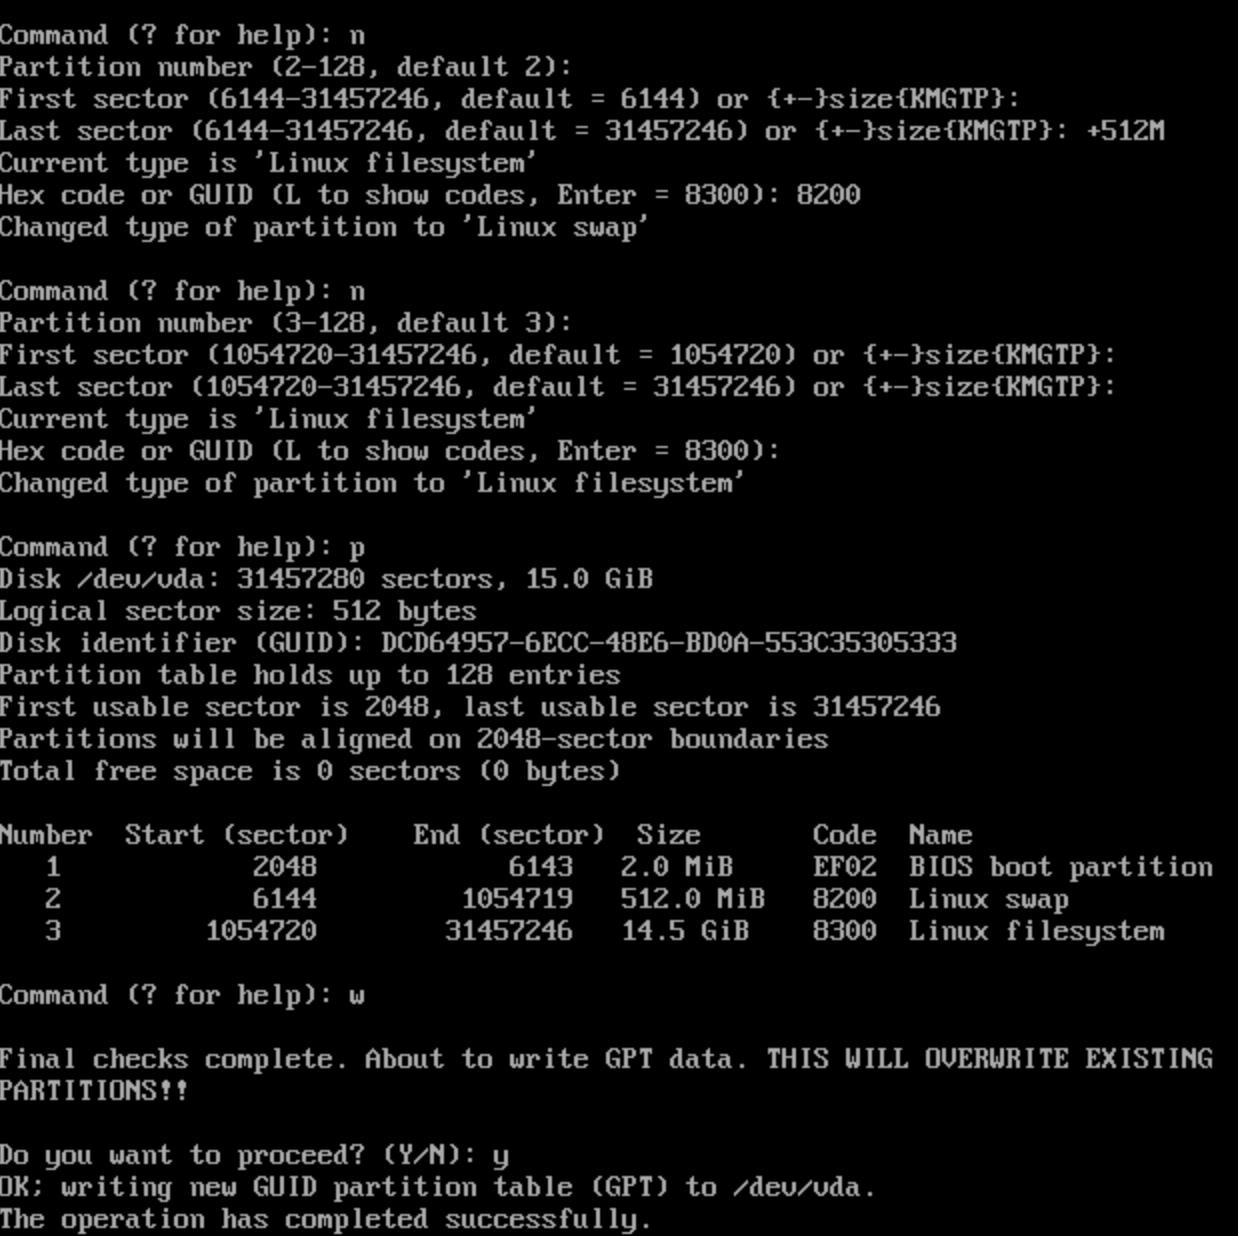 Command (? for help): n
Partition number (2-128, default 2):
First sector (6144-31457246, default = 6144) or {+-}size{KMGTP}:
Last sector (6144-31457246, default = 31457246) or {+-}size{KMGTP}: +512M
Current type is 'Linux filesystem'
Hex code or GUID (L to show codes, Enter = 8300): 8200
Changed type of partition to 'Linux swap'
Command (? for help): n
Partition number (3-128, default 3):
First sector (1054720-31457246, default = 1054720) or {+-}size{KMGTP}:
Last sector (1054720-31457246, default = 31457246) or {+-}size{KMGTP}:
Current type is 'Linux filesystem'
Hex code or GUID (L to show codes, Enter = 8300):
Changed type of partition to 'Linux filesystem'
Command (? for help): p
Disk /dev/vda: 31457280 sectors, 15.0 GiB
Logical sector size: 512 bytes
Disk identifier (GUID): DCD64957-6ECC-48E6-BD0A-553C35305333
Partition table holds up to 128 entries
First usable sector is 2048, last usable sector is 31457246
Partitions will be aligned on 2048-sector boundaries
Total free space is 0 sectors (0 bytes)
Number  Start (sector)    End (sector)  Size       Code  Name
   1            2048            6143   2.0 MiB     EF02  BIOS boot partition
   2            6144         1054719   512.0 MiB   8200  Linux swap
   3         1054720        31457246   14.5 GiB    8300  Linux filesystem
Command (? for help): w
Final checks complete. About to write GPT data. THIS WILL OVERWRITE EXISTING
PARTITIONS!!
Do you want to proceed? (Y/N): y
OK; writing new GUID partition table (GPT) to /dev/vda.
The operation has completed successfully.